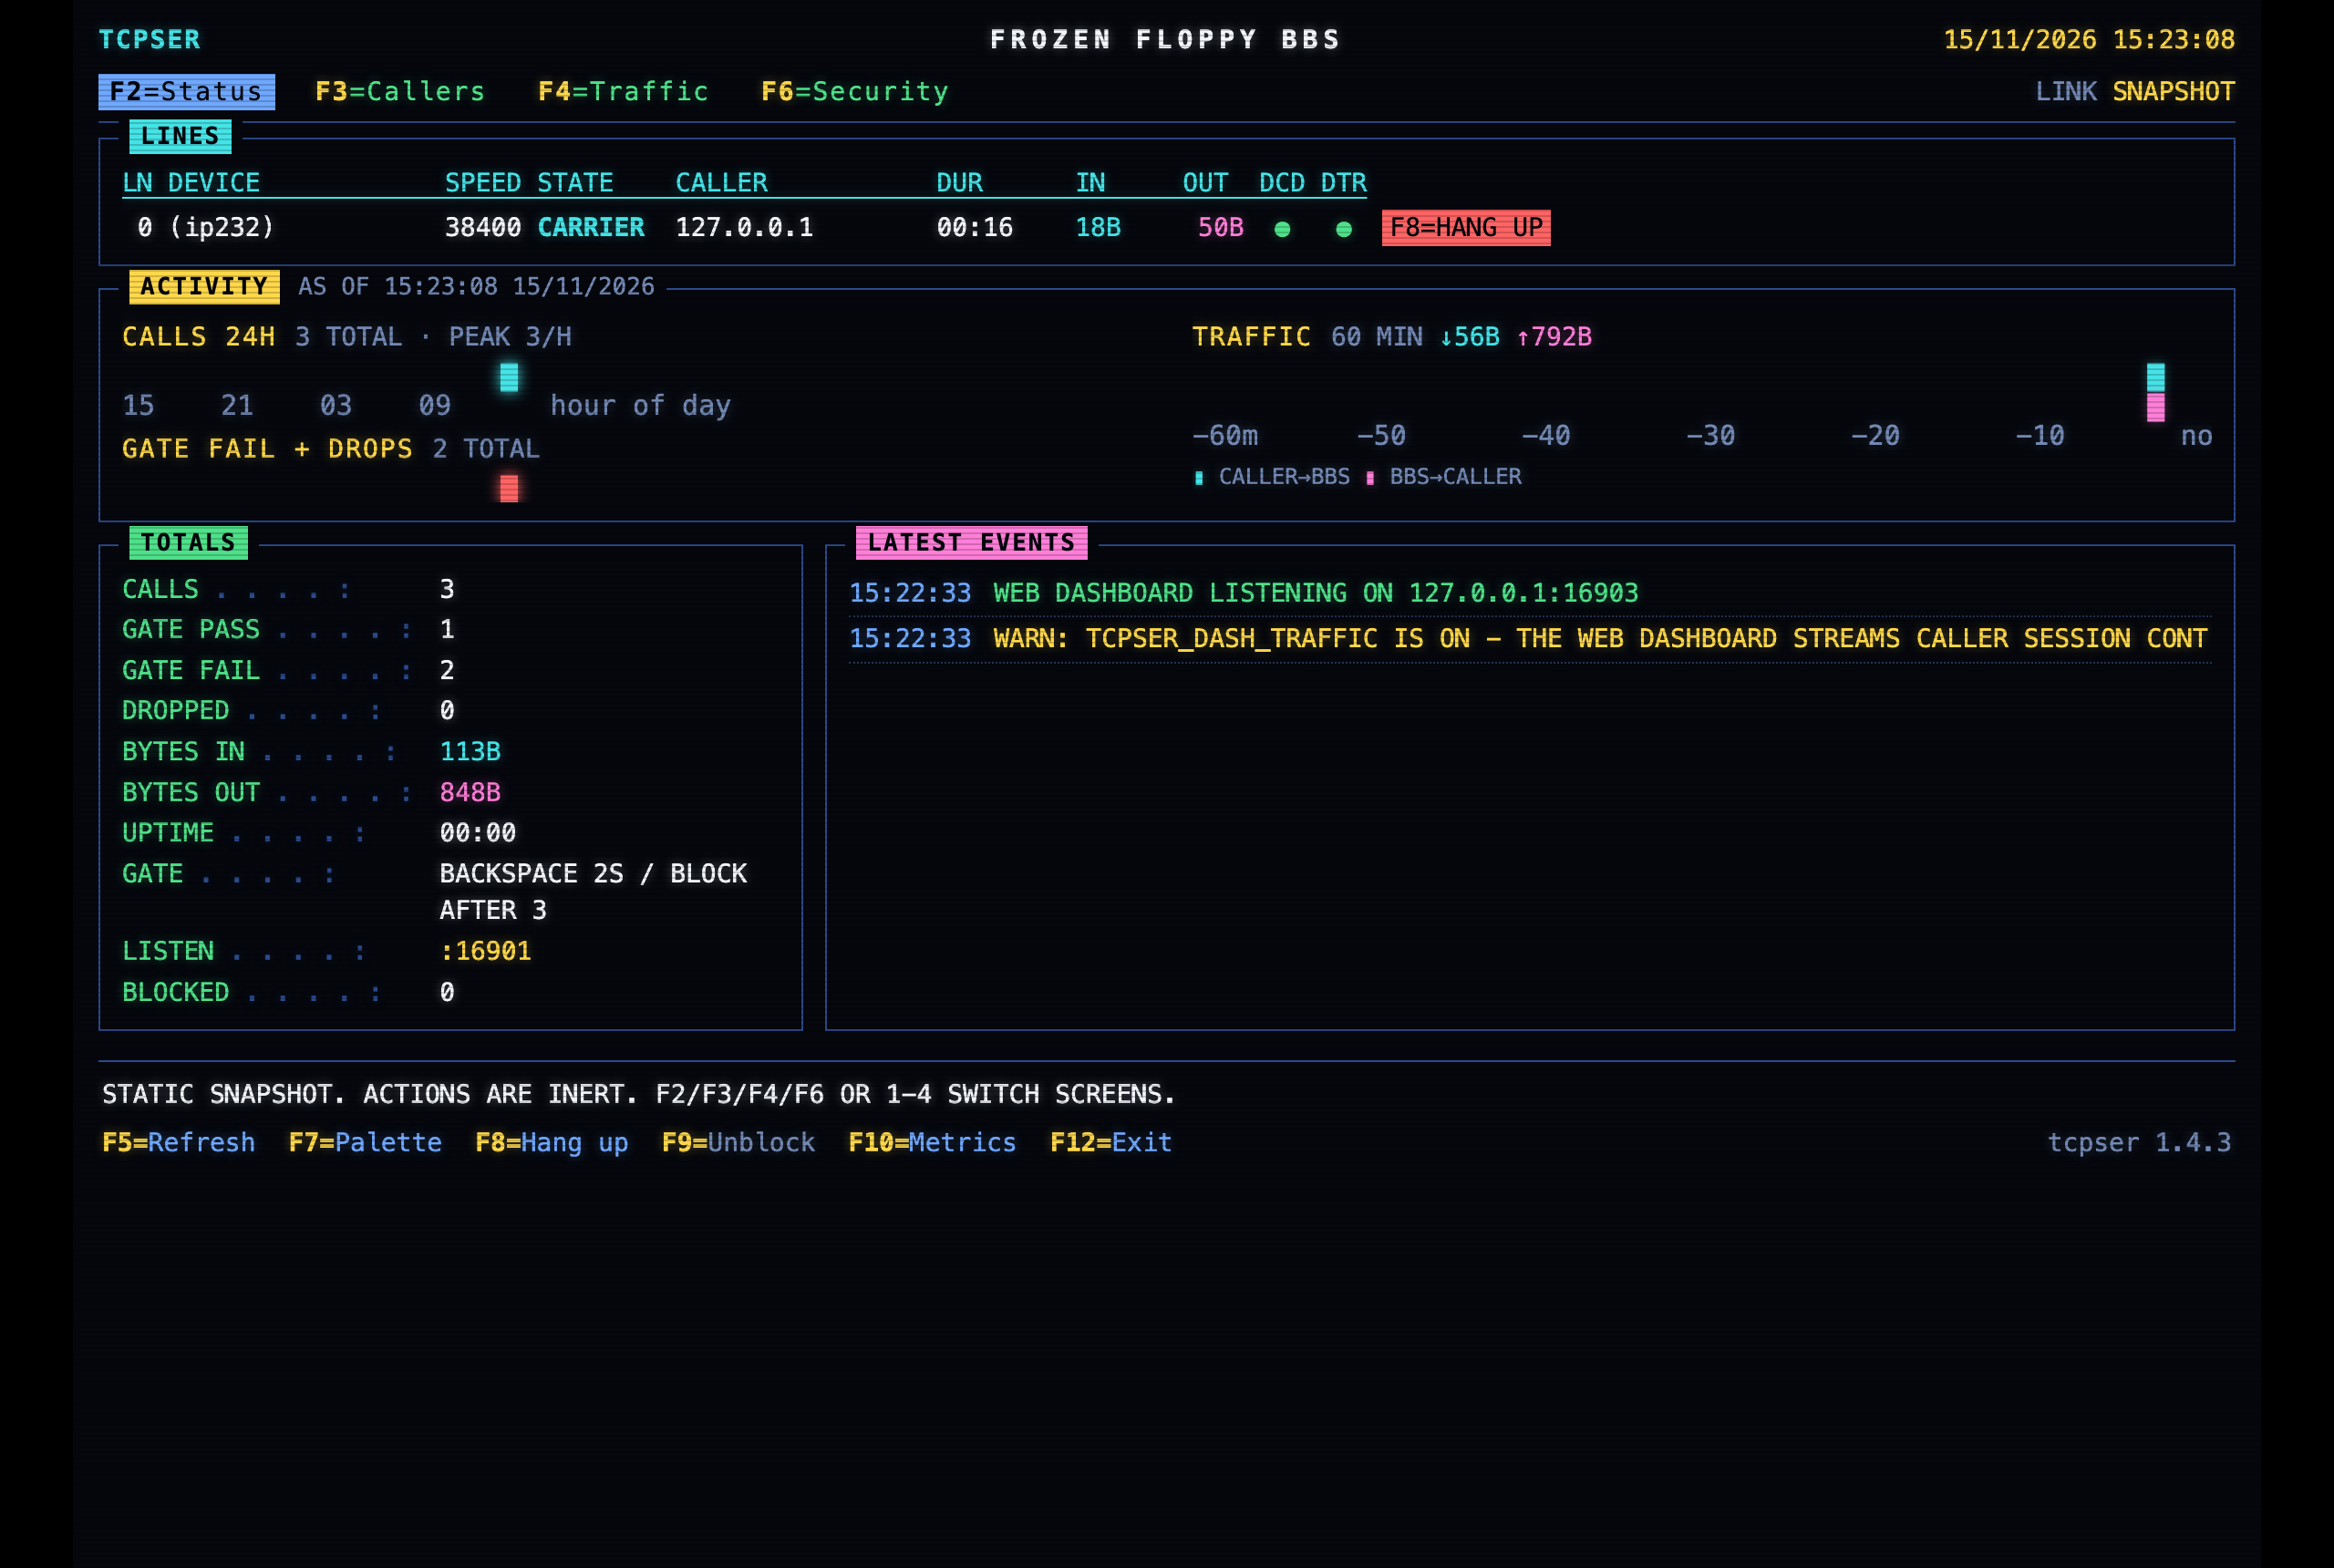 TCPSER FROZEN FLOPPY BBS 15/11/2026 15:23:08
F2=Status F3=Callers F4=Traffic F6=Security LINK SNAPSHOT
LINES
LN DEVICE SPEED STATE CALLER DUR IN OUT DCD DTR
0 (ip232) 38400 CARRIER 127.0.0.1 00:16 18B 50B ● ● F8=HANG UP
ACTIVITY AS OF 15:23:08 15/11/2026
CALLS 24H 3 TOTAL · PEAK 3/H
15 21 03 09 hour of day
GATE FAIL + DROPS 2 TOTAL
TRAFFIC 60 MIN ↓56B ↑792B
−60m −50 −40 −30 −20 −10 no
CALLER→BBS BBS→CALLER
TOTALS
CALLS . . . . : 3
GATE PASS . . . . : 1
GATE FAIL . . . . : 2
DROPPED . . . . : 0
BYTES IN . . . . : 113B
BYTES OUT . . . . : 848B
UPTIME . . . . : 00:00
GATE . . . . : BACKSPACE 2S / BLOCK
AFTER 3
LISTEN . . . . : :16901
BLOCKED . . . . : 0
LATEST EVENTS
15:22:33 WEB DASHBOARD LISTENING ON 127.0.0.1:16903
15:22:33 WARN: TCPSER_DASH_TRAFFIC IS ON – THE WEB DASHBOARD STREAMS CALLER SESSION CONT
STATIC SNAPSHOT. ACTIONS ARE INERT. F2/F3/F4/F6 OR 1–4 SWITCH SCREENS.
F5=Refresh F7=Palette F8=Hang up F9=Unblock F10=Metrics F12=Exit tcpser 1.4.3